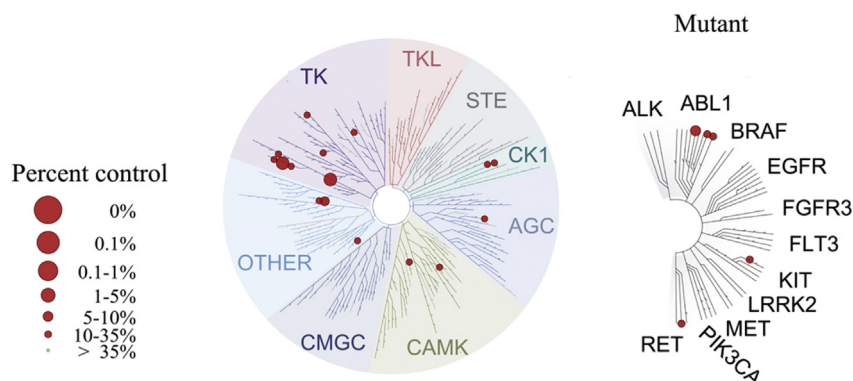 Percent control
0%
0.1%
0.1-1%
1-5%
5-10%
10-35%
> 35%
TK
TKL
STE
CK1
AGC
CAMK
CMGC
OTHER
Mutant
ALK
ABL1
BRAF
EGFR
FGFR3
FLT3
KIT
LRRK2
MET
PIK3CA
RET